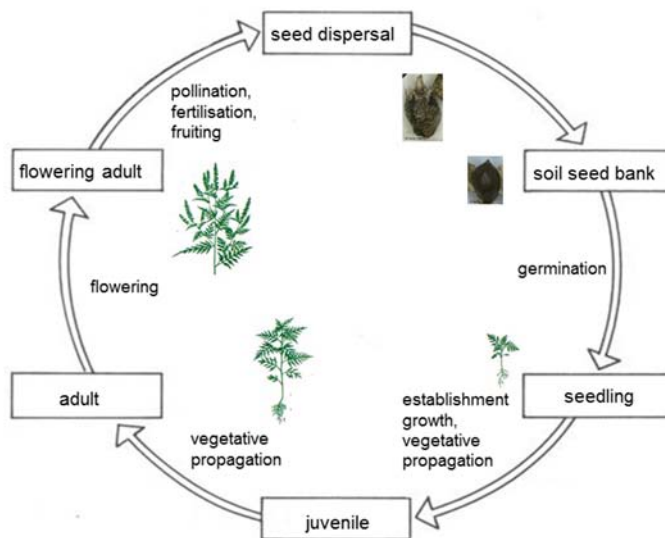 seed dispersal
pollination,
fertilisation,
fruiting
flowering adult
soil seed bank
germination
flowering
adult
seedling
establishment
growth,
vegetative
propagation
vegetative
propagation
juvenile